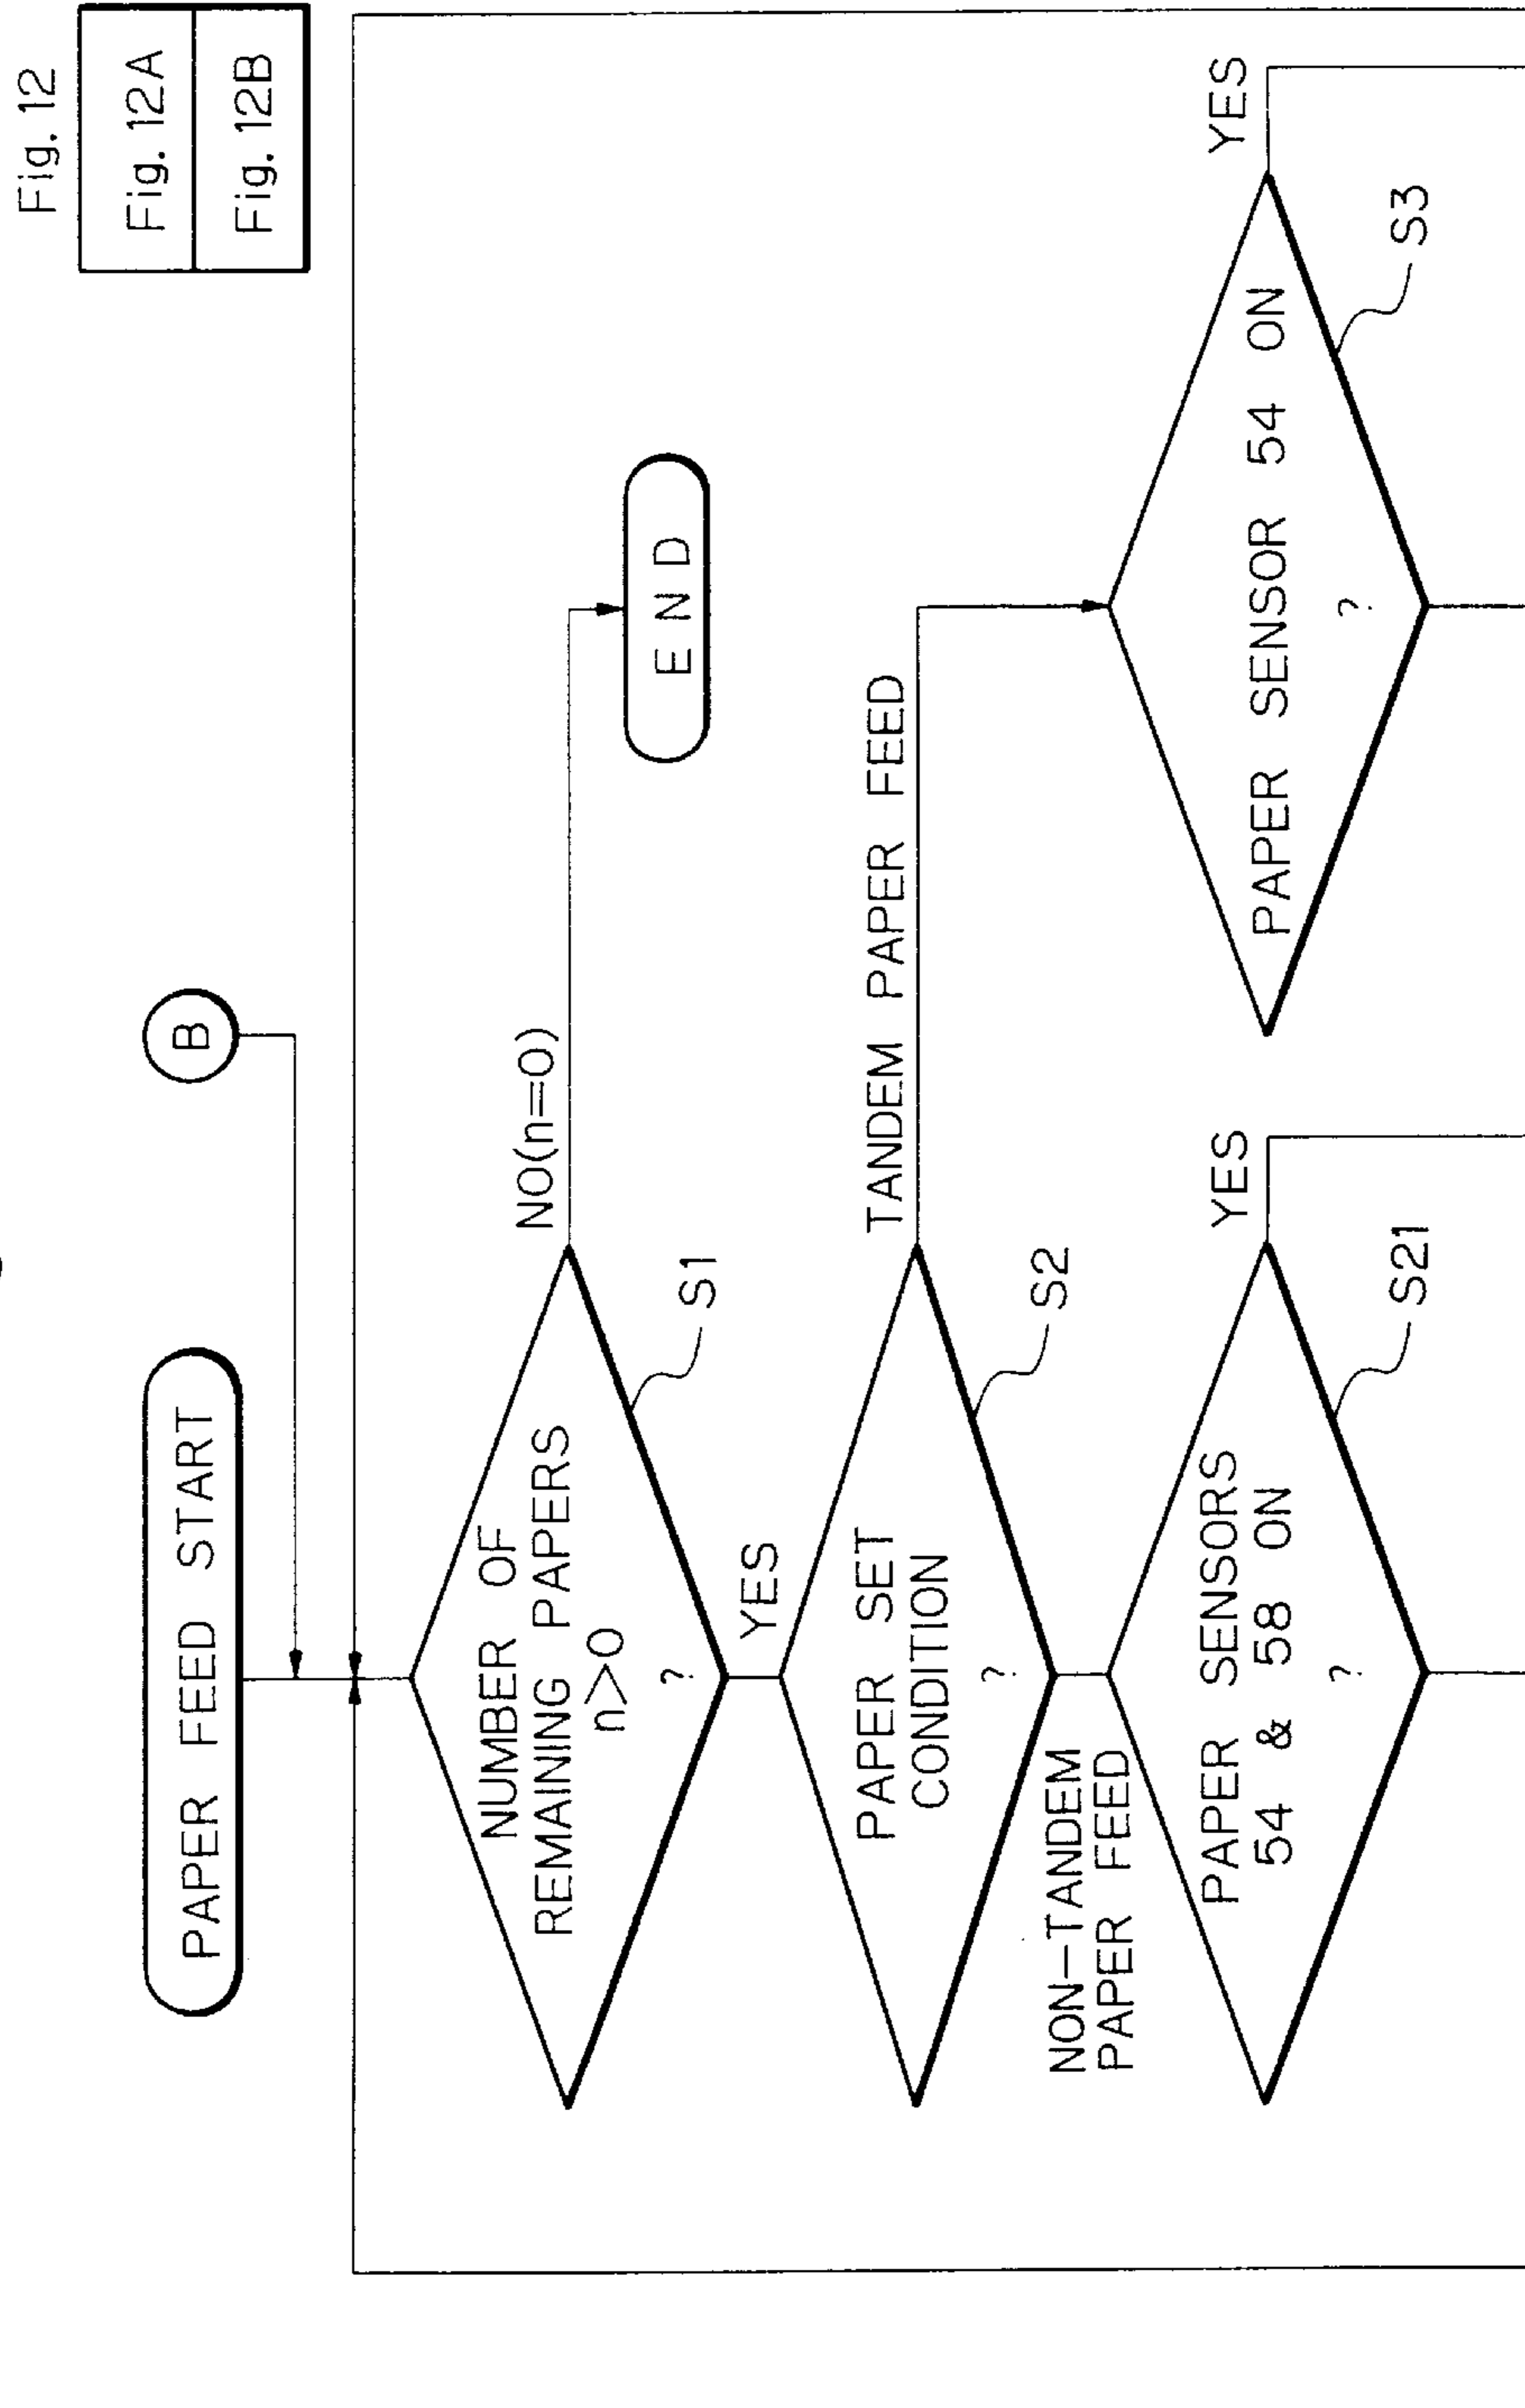 Fig. 12
Fig. 12A
Fig. 12B
B
PAPER FEED START
NO(n=0)
NUMBER OF
REMAINING PAPERS
n>0
?
S1
END
YES
TANDEM PAPER FEED
PAPER SET
CONDITION
?
S2
NON-TANDEM
PAPER FEED
YES
PAPER SENSORS
54 & 58 ON
?
S21
YES
PAPER SENSOR 54 ON
?
S3